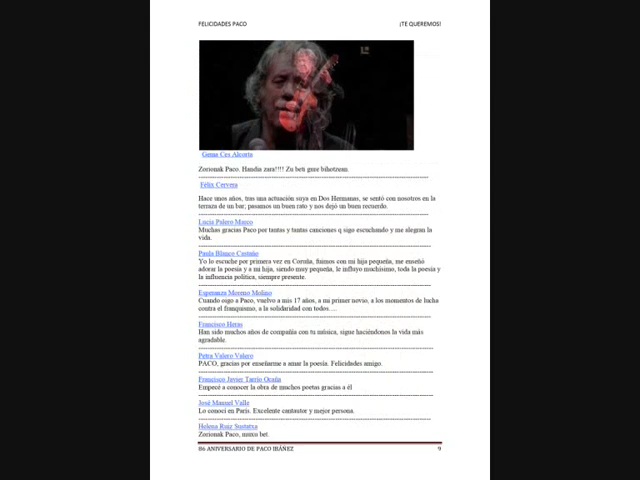 FELICIDADES PACO ¡TE QUEREMOS!
Gema Ces Alcorta
Zorionak Paco, Handia zara!!!! Zu beti gure bihotzean
Félix Cervera
Hace unos años, tras una actuación suya en Dos Hermanas, se sentó con nosotros en la
terraza de un bar; pasamos un buen rato y nos dejó un buen recuerdo.
Lucia Palero Marco
Muchas gracias Paco por tantas y tantas canciones q sigo escuchando y me alegran la
vida.
Paula Blanco Castaño
Yo lo escuche por primera vez en Coruña, fuimos con mi hija pequeña, me enseñó
adorar la poesía y a mi hija, siendo muy pequeña, le influyo muchísimo, toda la poesía y
la influencia política, siempre presente.
Esperanza Moreno Molino
Cuando oigo a Paco, vuelvo a mis 17 años, a mi primer novio, a los momentos de lucha
contra el franquismo, a la solidaridad con todos….
Francisco Heras
Han sido muchos años de compañía con tu música, sigue haciéndonos la vida más
agradable.
Petra Valero Valero
PACO, gracias por enseñarme a amar la poesía. Felicidades amigo.
Francisco Javier Tarrío Ocaña
Empecé a conocer la obra de muchos poetas gracias a él
José Manuel Valle
Lo conocí en París. Excelente cantautor y mejor persona.
Helena Ruiz
Zorionak Paco, muxu bet.
86 ANIVERSARIO DE PACO IBÁÑEZ 9